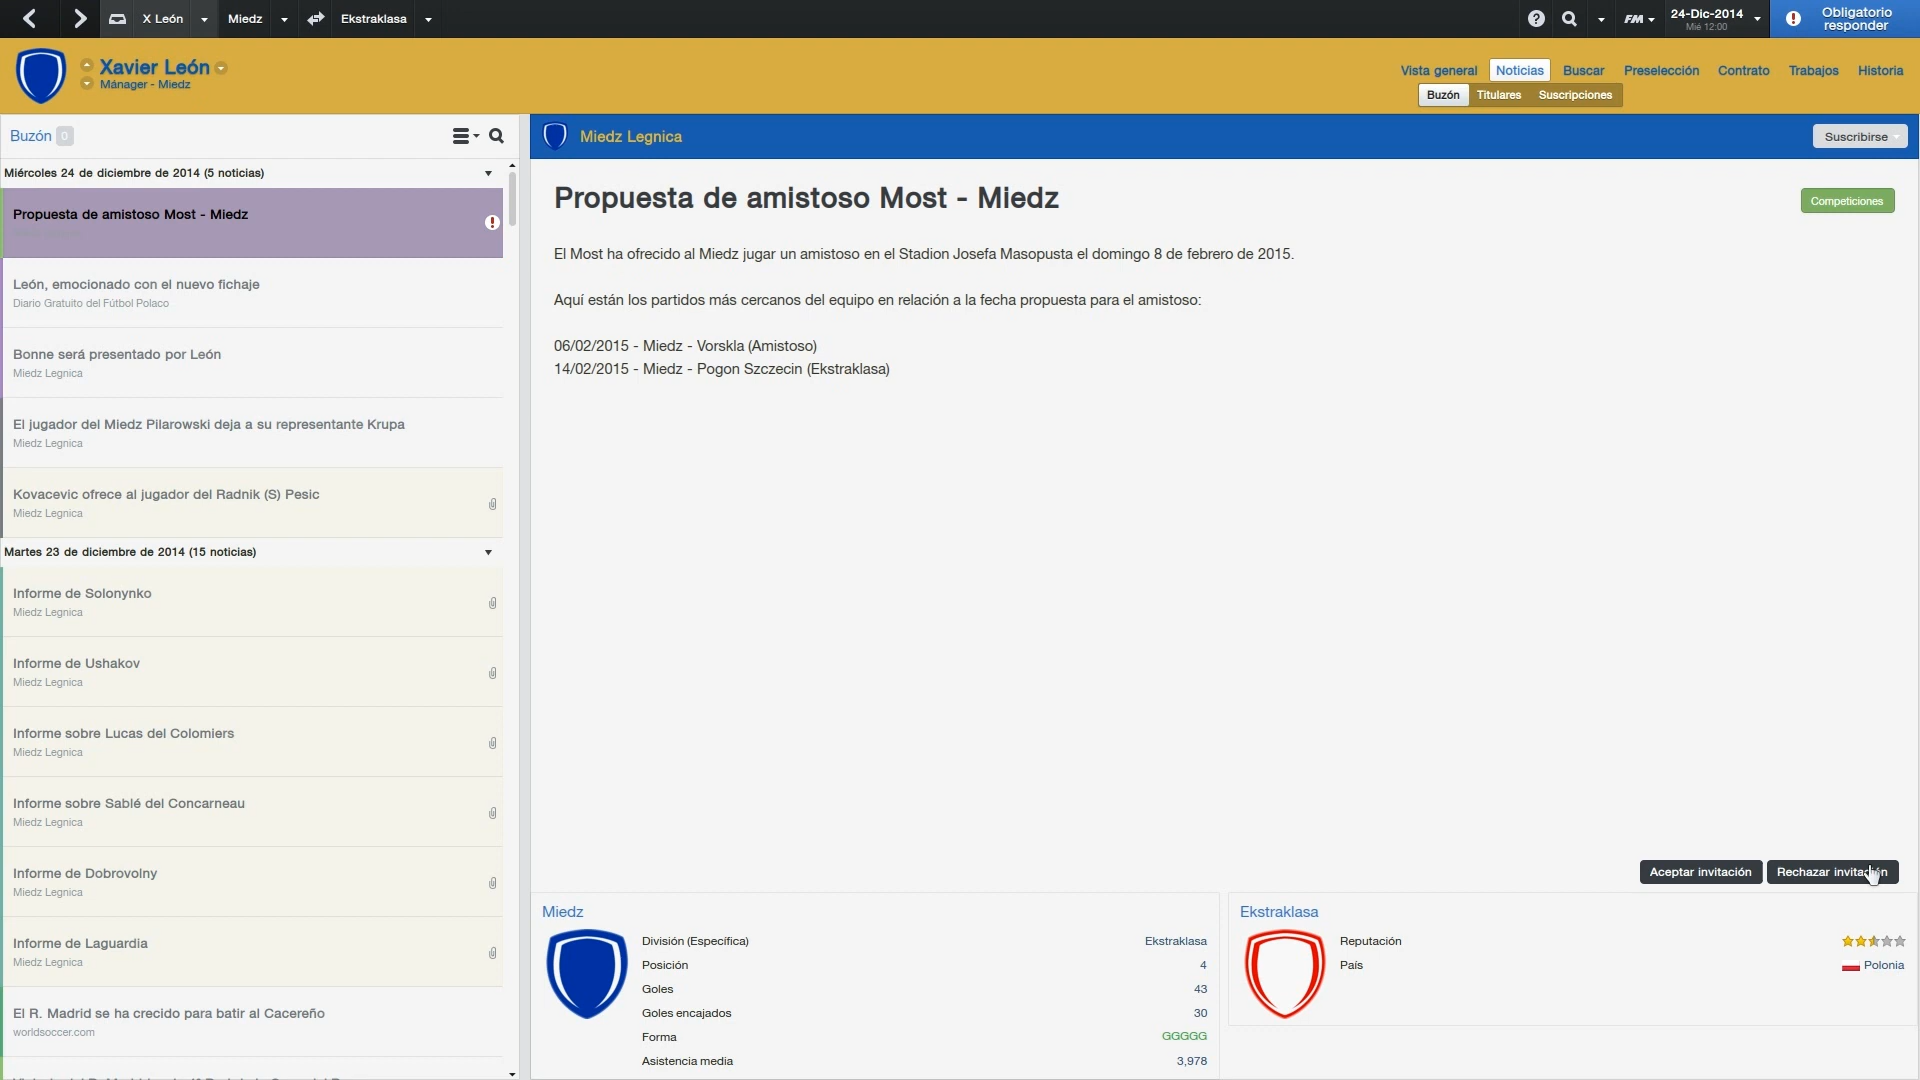 X León
Miedz
Ekstraklasa
FM
24-Dic-2014
Mié 12:00
Obligatorio
responder
Xavier León
Mánager - Miedz
Vista general
Noticias
Buscar
Preselección
Contrato
Trabajos
Historia
Buzón
Titulares
Suscripciones
Buzón 0
Miércoles 24 de diciembre de 2014 (5 noticias)
Propuesta de amistoso Most - Miedz
León, emocionado con el nuevo fichaje
Diario Gratuito del Fútbol Polaco
Bonne será presentado por León
Miedz Legnica
El jugador del Miedz Pilarowski deja a su representante Krupa
Miedz Legnica
Kovacevic ofrece al jugador del Radnik (S) Pesic
Miedz Legnica
Martes 23 de diciembre de 2014 (15 noticias)
Informe de Solonynko
Miedz Legnica
Informe de Ushakov
Miedz Legnica
Informe sobre Lucas del Colomiers
Miedz Legnica
Informe sobre Sablé del Concarneau
Miedz Legnica
Informe de Dobrovolny
Miedz Legnica
Informe de Laguardia
Miedz Legnica
El R. Madrid se ha crecido para batir al Cacereño
worldsoccer.com
Miedz Legnica
Suscribirse
Propuesta de amistoso Most - Miedz
Competiciones
El Most ha ofrecido al Miedz jugar un amistoso en el Stadion Josefa Masopusta el domingo 8 de febrero de 2015.
Aquí están los partidos más cercanos del equipo en relación a la fecha propuesta para el amistoso:
06/02/2015 - Miedz - Vorskla (Amistoso)
14/02/2015 - Miedz - Pogon Szczecin (Ekstraklasa)
Aceptar invitación
Rechazar invitación
Miedz
División (Específica) Ekstraklasa
Posición 4
Goles 43
Goles encajados 30
Forma GGGGG
Asistencia media 3,978
Ekstraklasa
Reputación
País Polonia